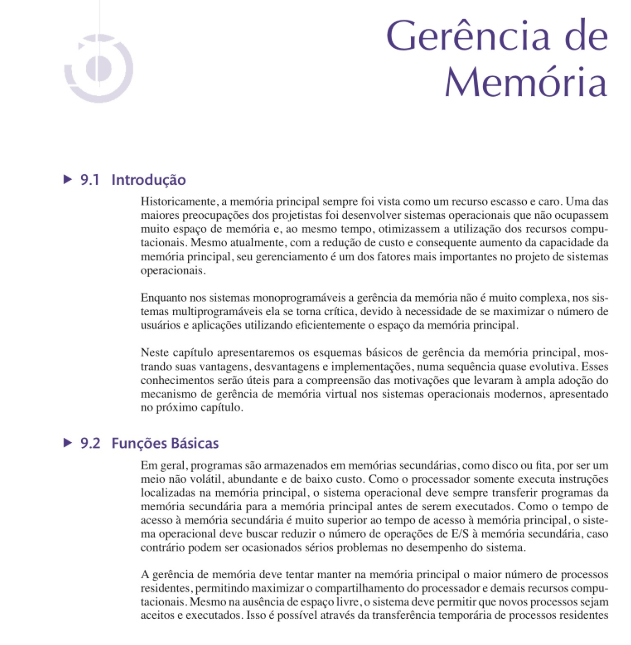 Gerência de
Memória
9.1 Introdução
Historicamente, a memória principal sempre foi vista como um recurso escasso e caro. Uma das
maiores preocupações dos projetistas foi desenvolver sistemas operacionais que não ocupassem
muito espaço de memória e, ao mesmo tempo, otimizassem a utilização dos recursos compu-
tacionais. Mesmo atualmente, com a redução de custo e consequente aumento da capacidade da
memória principal, seu gerenciamento é um dos fatores mais importantes no projeto de sistemas
operacionais.
Enquanto nos sistemas monoprogramáveis a gerência da memória não é muito complexa, nos sis-
temas multiprogramáveis ela se torna crítica, devido à necessidade de se maximizar o número de
usuários e aplicações utilizando eficientemente o espaço da memória principal.
Neste capítulo apresentaremos os esquemas básicos de gerência da memória principal, mos-
trando suas vantagens, desvantagens e implementações, numa sequência quase evolutiva. Esses
conhecimentos serão úteis para a compreensão das motivações que levaram à ampla adoção do
mecanismo de gerência de memória virtual nos sistemas operacionais modernos, apresentado
no próximo capítulo.
9.2 Funções Básicas
Em geral, programas são armazenados em memórias secundárias, como disco ou fita, por ser um
meio não volátil, abundante e de baixo custo. Como o processador somente executa instruções
localizadas na memória principal, o sistema operacional deve sempre transferir programas da
memória secundária para a memória principal antes de serem executados. Como o tempo de
acesso à memória secundária é muito superior ao tempo de acesso à memória principal, o siste-
ma operacional deve buscar reduzir o número de operações de E/S à memória secundária, caso
contrário podem ser ocasionados sérios problemas no desempenho do sistema.
A gerência de memória deve tentar manter na memória principal o maior número de processos
residentes, permitindo maximizar o compartilhamento do processador e demais recursos compu-
tacionais. Mesmo na ausência de espaço livre, o sistema deve permitir que novos processos sejam
aceitos e executados. Isso é possível através da transferência temporária de processos residentes